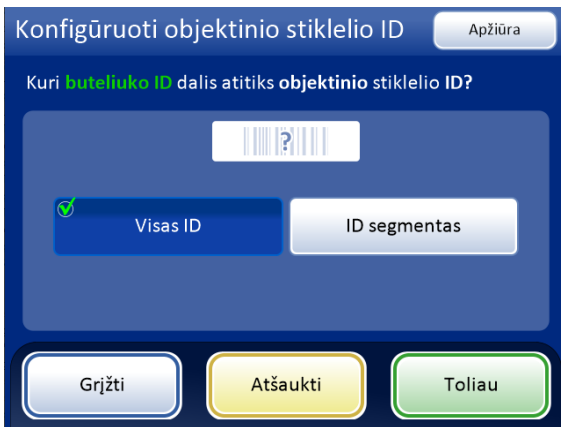 Konfigūruoti objektinio stiklelio ID
Apžiūra
Kuri buteliuko ID dalis atitiks objektinio stiklelio ID?
?
Visas ID
ID segmentas
Grįžti
Atšaukti
Toliau